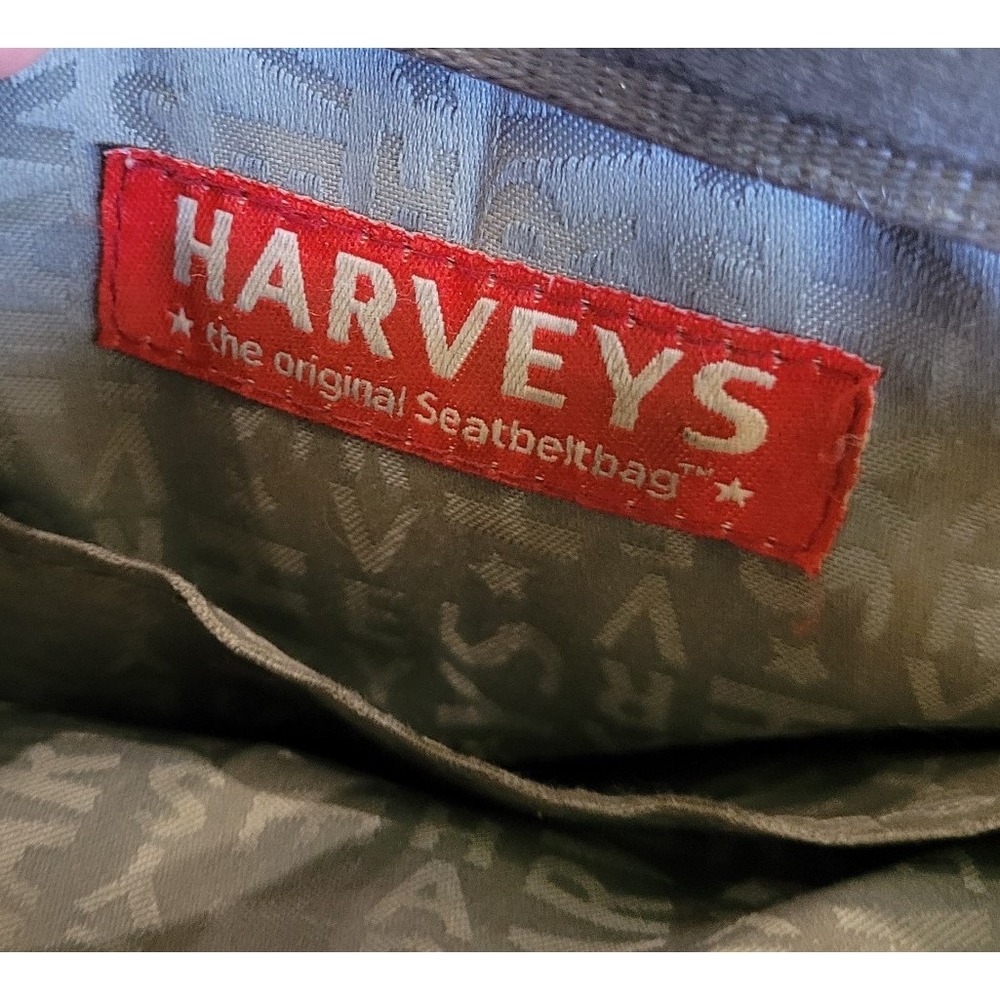 HARVEYS
★ the original Seatbeltbag™ ★